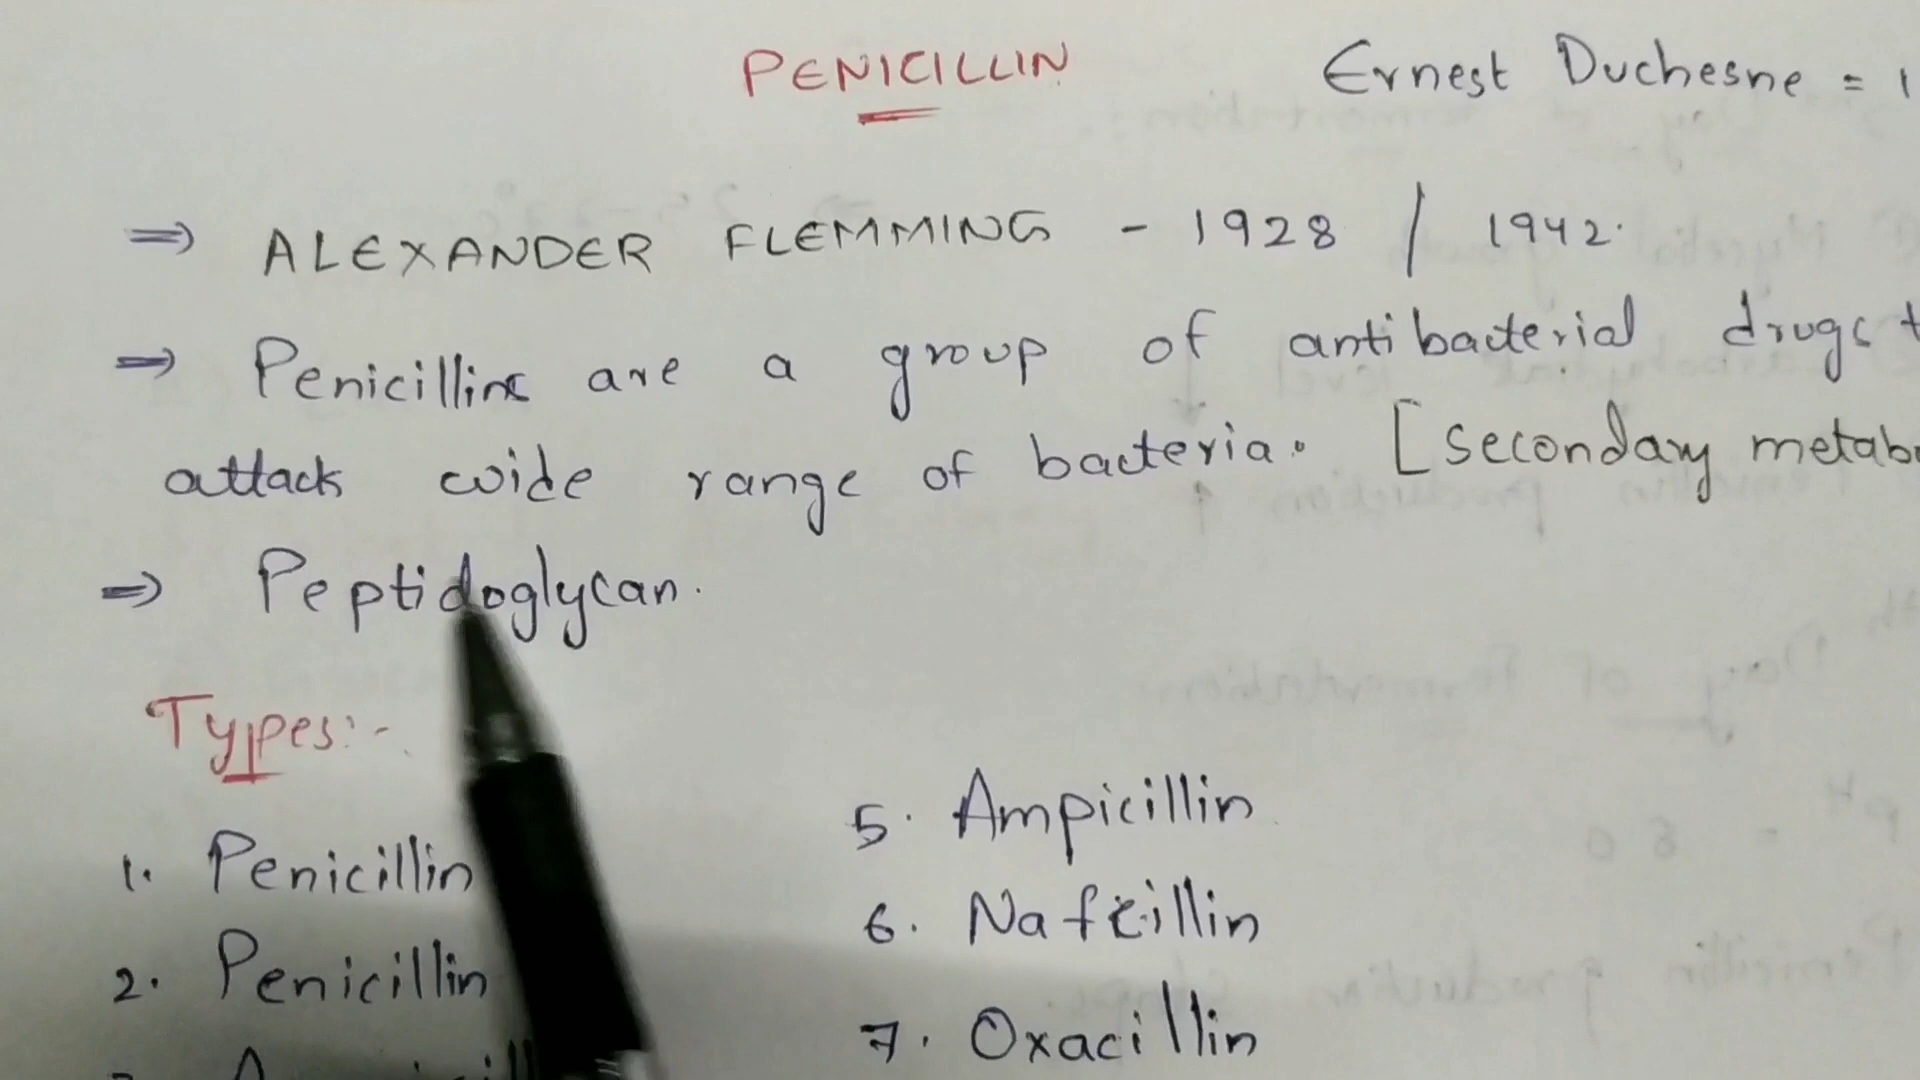 PENICILLIN Ernest Duchesne = 1
⇒ ALEXANDER FLEMMING - 1928 / 1942.
⇒ Penicillins are a group of antibacterial drugs t
attack wide range of bacteria. [secondary metab
⇒ Peptidoglycan.
Types:-
1. Penicillin
2. Penicillin
5. Ampicillin
6. Nafcillin
7. Oxacillin